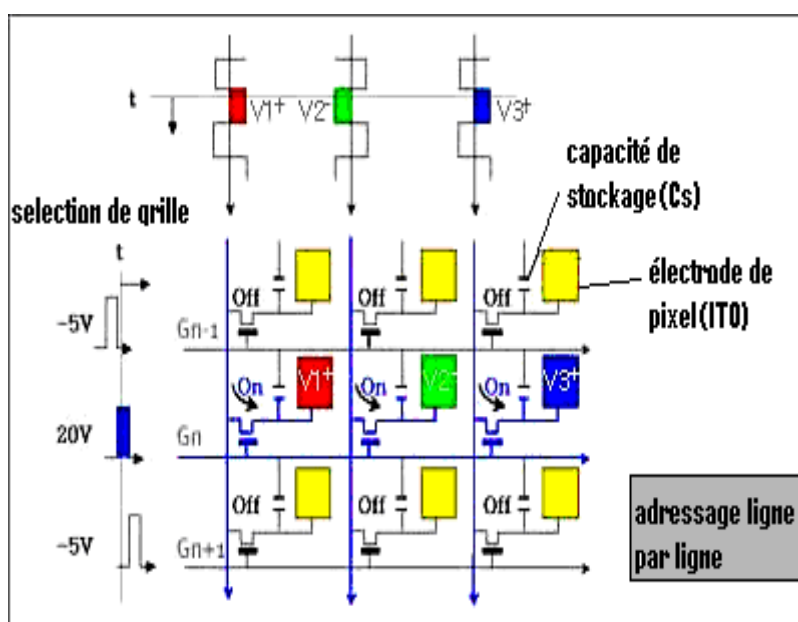 t
V1+ V2- V3+
capacité de
stockage(Cs)
selection de qrille
t
électrode de
pixel(ITO)
-5V
Off Off Off
Gn-1
On V1+ On V2- On V3+
20V
Gn
Off Off Off
-5V
Gn+1
adressage ligne
par ligne